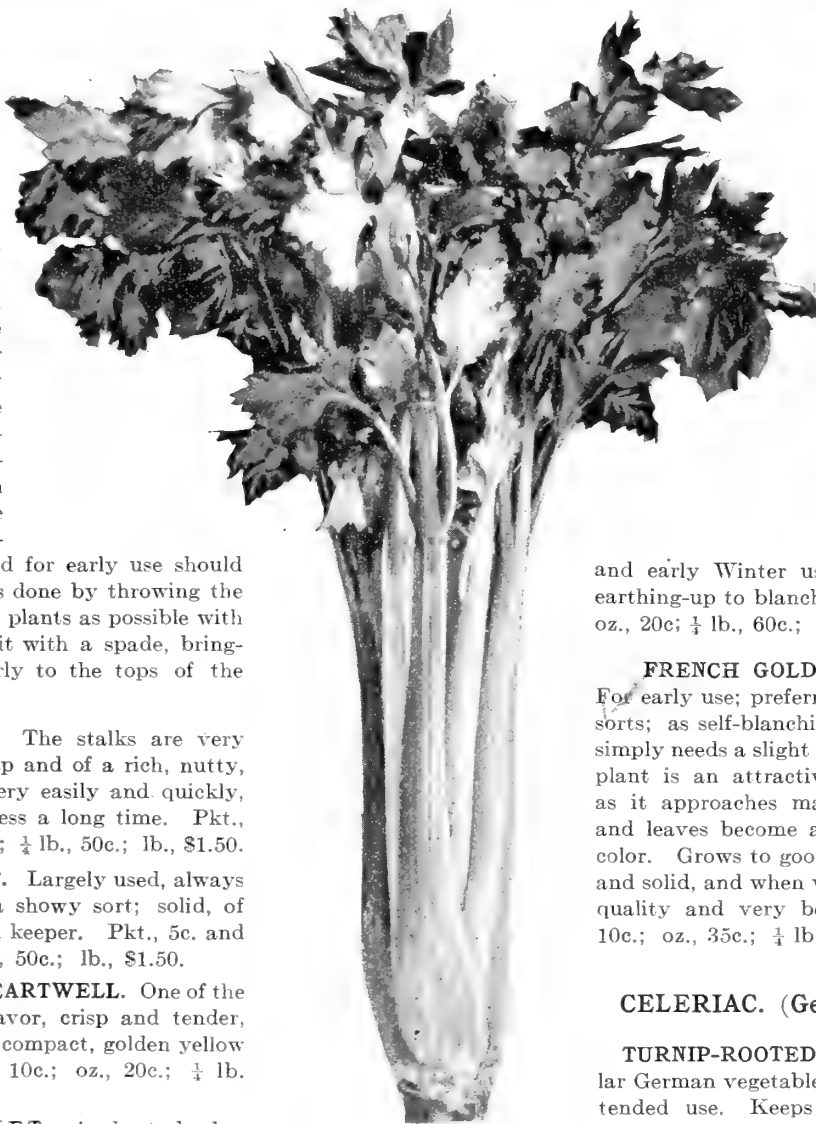 d for early use should
s done by throwing the
plants as possible with
it with a spade, bring-
rly to the tops of the
The stalks are very
p and of a rich, nutty,
ery easily and quickly,
ess a long time. Pkt.,
; ¼ lb., 50c.; lb., $1.50.
Largely used, always
a showy sort; solid, of
keeper. Pkt., 5c. and
, 50c.; lb., $1.50.
EARTWELL. One of the
avor, crisp and tender,
compact, golden yellow
10c.; oz., 20c.; ¼ lb.
and early Winter us
earthing-up to blanch
oz., 20c; ¼ lb., 60c.;
FRENCH GOLD
For early use; preferr
sorts; as self-blanchi
simply needs a slight
plant is an attractiv
as it approaches ma
and leaves become a
color. Grows to goo
and solid, and when
quality and very b
10c.; oz., 35c.; ¼ lb
CELERIAC. (Ge
TURNIP-ROOTED
lar German vegetable
tended use. Keeps